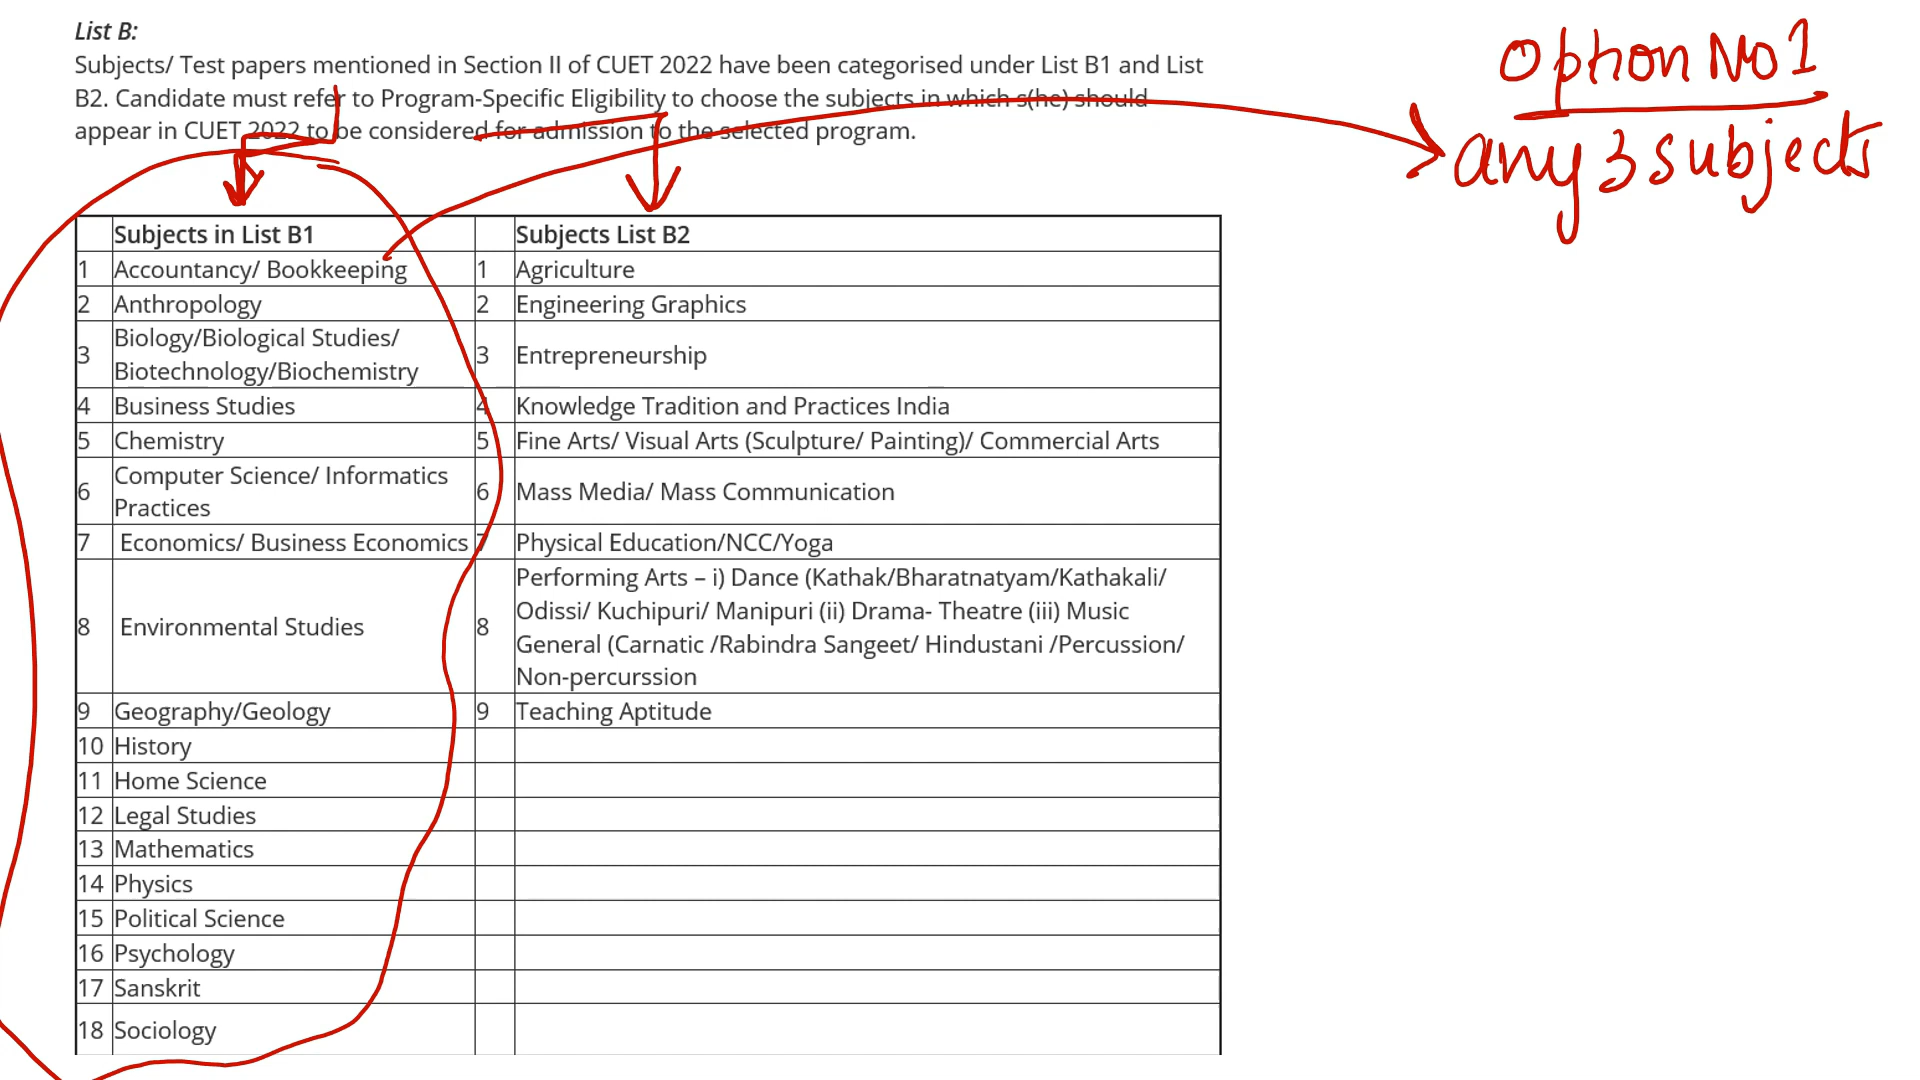 List B:
Subjects/ Test papers mentioned in Section II of CUET 2022 have been categorised under List B1 and List
B2. Candidate must refer to Program-Specific Eligibility to choose the subjects in which s(he) should
appear in CUET 2022 to be considered for admission to the selected program.
Option No 1
any 3 subjects
Subjects in List B1 Subjects List B2
1 Accountancy/ Bookkeeping 1 Agriculture
2 Anthropology 2 Engineering Graphics
3 Biology/Biological Studies/
Biotechnology/Biochemistry 3 Entrepreneurship
4 Business Studies 4 Knowledge Tradition and Practices India
5 Chemistry 5 Fine Arts/ Visual Arts (Sculpture/ Painting)/ Commercial Arts
6 Computer Science/ Informatics
Practices 6 Mass Media/ Mass Communication
7 Economics/ Business Economics 7 Physical Education/NCC/Yoga
8 Environmental Studies 8 Performing Arts – i) Dance (Kathak/Bharatnatyam/Kathakali/
Odissi/ Kuchipuri/ Manipuri (ii) Drama- Theatre (iii) Music
General (Carnatic /Rabindra Sangeet/ Hindustani /Percussion/
Non-percurssion
9 Geography/Geology 9 Teaching Aptitude
10 History
11 Home Science
12 Legal Studies
13 Mathematics
14 Physics
15 Political Science
16 Psychology
17 Sanskrit
18 Sociology